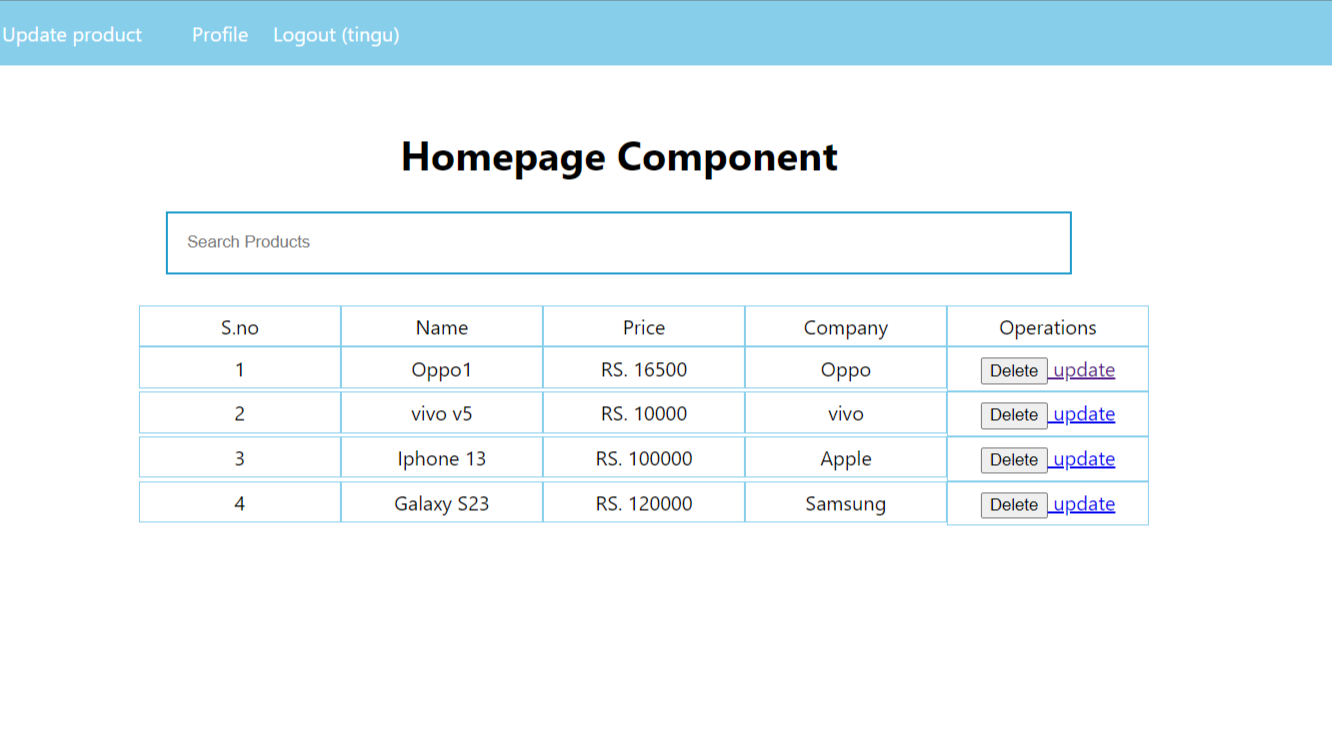 Update product Profile Logout (tingu)
Homepage Component
Search Products
S.no Name Price Company Operations
1 Oppo1 RS. 16500 Oppo Delete update
2 vivo v5 RS. 10000 vivo Delete update
3 Iphone 13 RS. 100000 Apple Delete update
4 Galaxy S23 RS. 120000 Samsung Delete update